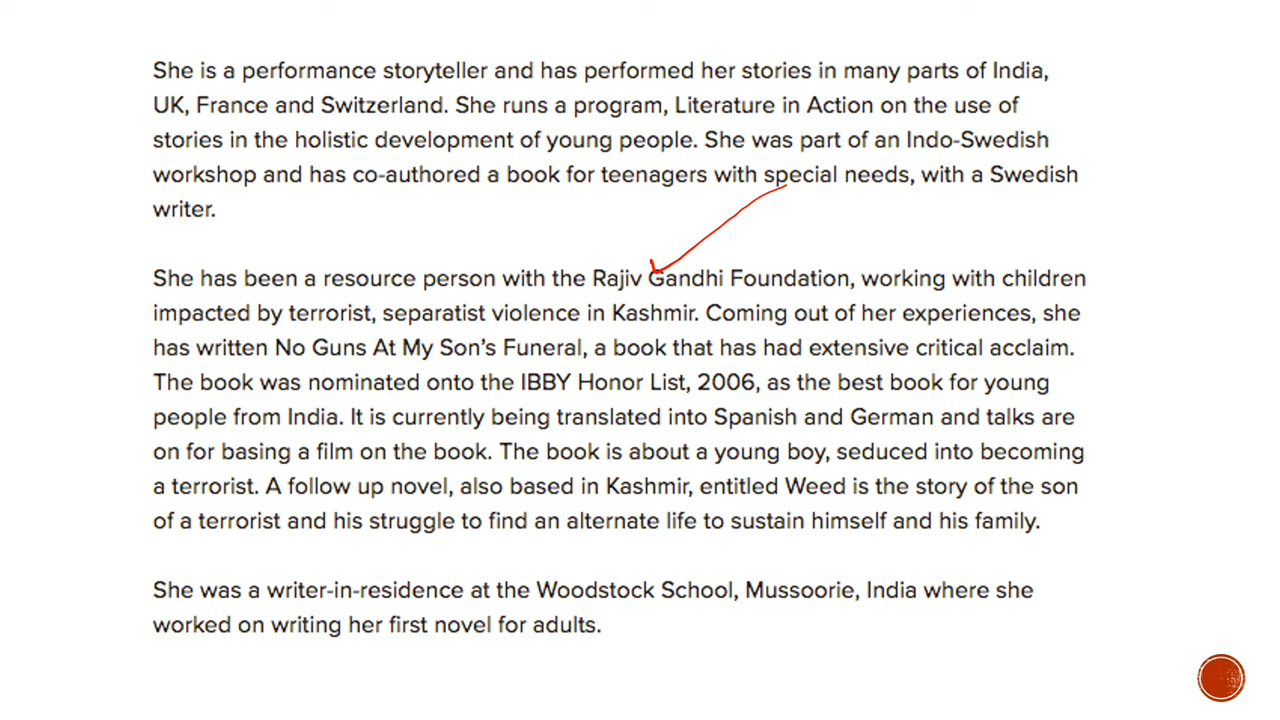 She is a performance storyteller and has performed her stories in many parts of India,
UK, France and Switzerland. She runs a program, Literature in Action on the use of
stories in the holistic development of young people. She was part of an Indo-Swedish
workshop and has co-authored a book for teenagers with special needs, with a Swedish
writer.
She has been a resource person with the Rajiv Gandhi Foundation, working with children
impacted by terrorist, separatist violence in Kashmir. Coming out of her experiences, she
has written No Guns At My Son's Funeral, a book that has had extensive critical acclaim.
The book was nominated onto the IBBY Honor List, 2006, as the best book for young
people from India. It is currently being translated into Spanish and German and talks are
on for basing a film on the book. The book is about a young boy, seduced into becoming
a terrorist. A follow up novel, also based in Kashmir, entitled Weed is the story of the son
of a terrorist and his struggle to find an alternate life to sustain himself and his family.
She was a writer-in-residence at the Woodstock School, Mussoorie, India where she
worked on writing her first novel for adults.